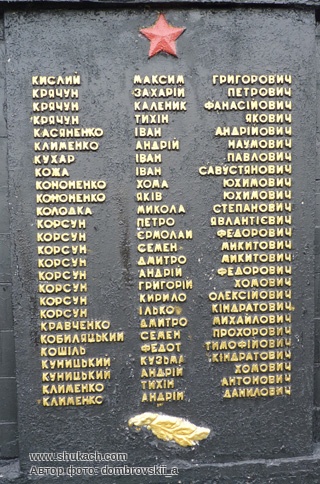 КИСЛИЙ МАКСИМ ГРИГОРОВИЧ
КРЯЧУН ЗАХАРІЙ ПЕТРОВИЧ
КРЯЧУН КАЛЕНИК ФАНАСІЙОВИЧ
КРЯЧУН ТИХІН ЯКОВИЧ
КАСЯНЕНКО ІВАН АНДРІЙОВИЧ
КЛИМЕНКО АНДРІЙ НАУМОВИЧ
КУХАР ІВАН ПАВЛОВИЧ
КОЖА ІВАН САВУСТЯНОВИЧ
КОНОНЕНКО ХОМА ЮХИМОВИЧ
КОНОНЕНКО ЯКІВ ЮХИМОВИЧ
КОЛОДКА МИКОЛА СТЕПАНОВИЧ
КОРСУН ПЕТРО ЯВЛАНТІЄВИЧ
КОРСУН ЄРМОЛАЙ ФЕДОРОВИЧ
КОРСУН СЕМЕН МИКИТОВИЧ
КОРСУН ДМИТРО МИКИТОВИЧ
КОРСУН АНДРІЙ ФЕДОРОВИЧ
КОРСУН ГРИГОРІЙ ХОМОВИЧ
КОРСУН КИРИЛО ОЛЕКСІЙОВИЧ
КОРСУН ІЛЬКО КІНДРАТОВИЧ
КРАВЧЕНКО ДМИТРО МИХАЙЛОВИЧ
КОБИЛЯЦЬКИЙ СЕМЕН ПРОХОРОВИЧ
КОШІЛЬ ФЕДОТ ТИМОФІЙОВИЧ
КУНИЦЬКИЙ КУЗЬМА КІНДРАТОВИЧ
КУНИЦЬКИЙ АНДРІЙ ХОМОВИЧ
КЛИМЕНКО ТИХІН АНТОНОВИЧ
КЛИМЕНКО АНДРІЙ ДАНИЛОВИЧ
www.shukach.com
Автор фото: dombrovskii_a